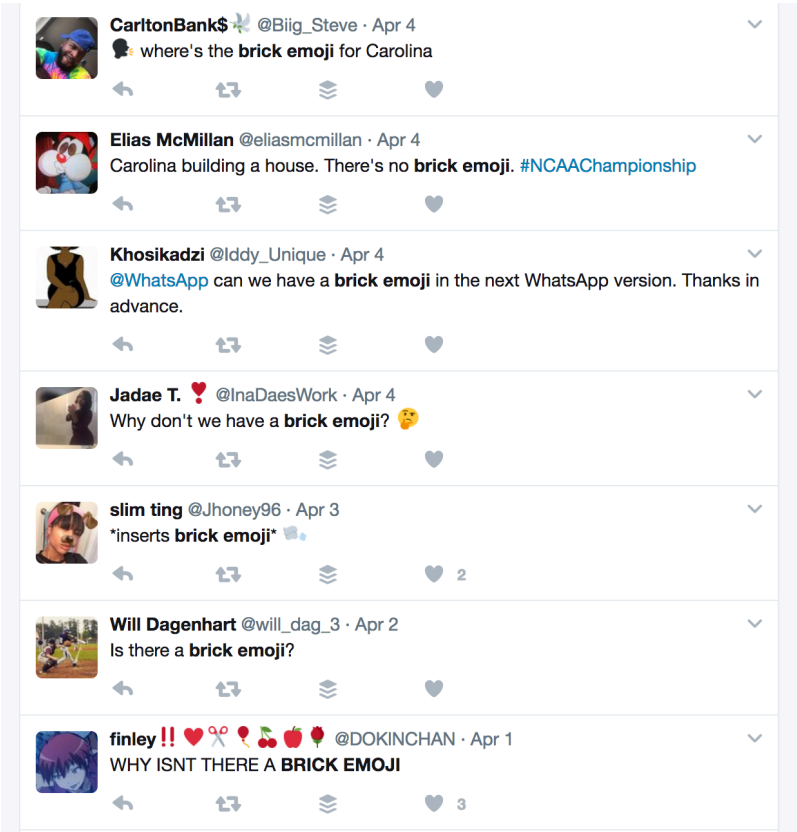 CarltonBank$🕊 @Biig_Steve · Apr 4
🗣 where's the brick emoji for Carolina
Elias McMillan @eliasmcmillan · Apr 4
Carolina building a house. There's no brick emoji. #NCAAChampionship
Khosikadzi @Iddy_Unique · Apr 4
@WhatsApp can we have a brick emoji in the next WhatsApp version. Thanks in
advance.
Jadae T. ❣ @InaDaesWork · Apr 4
Why don't we have a brick emoji? 🤔
slim ting @Jhoney96 · Apr 3
*inserts brick emoji* 🌬
2
Will Dagenhart @will_dag_3 · Apr 2
Is there a brick emoji?
finley‼❤✂🎈🍒🍎🌹 @DOKINCHAN · Apr 1
WHY ISNT THERE A BRICK EMOJI
3